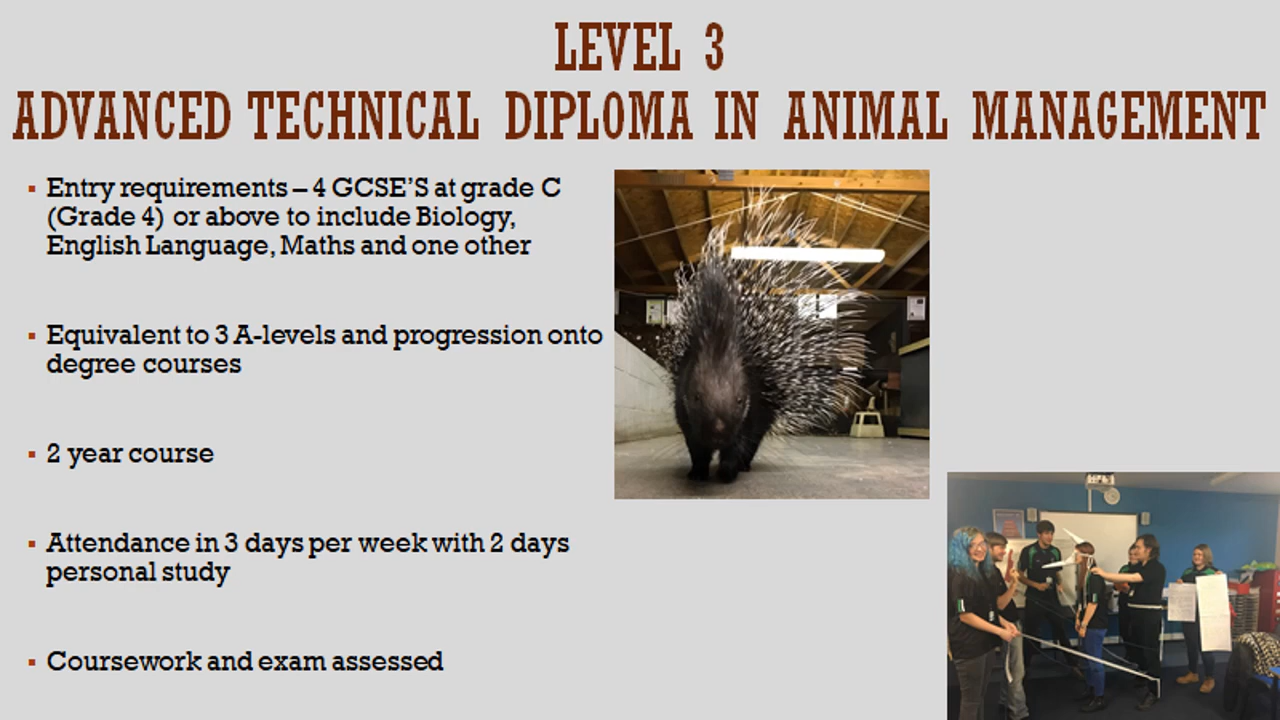 LEVEL 3
ADVANCED TECHNICAL DIPLOMA IN ANIMAL MANAGEMENT
▪ Entry requirements – 4 GCSE'S at grade C
(Grade 4) or above to include Biology,
English Language, Maths and one other
▪ Equivalent to 3 A-levels and progression onto
degree courses
▪ 2 year course
▪ Attendance in 3 days per week with 2 days
personal study
▪ Coursework and exam assessed